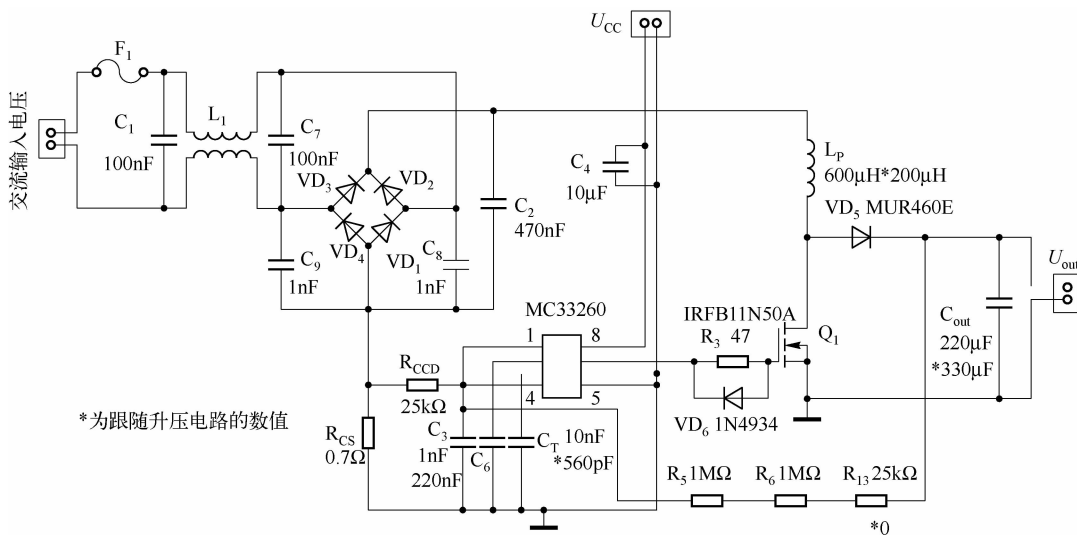 交流输入电压
F1
C1
100nF
L1
C7
100nF
VD3
VD2
VD4
VD1
C9
1nF
C8
1nF
C2
470nF
UCC
C4
10μF
LP
600μH*200μH
VD5 MUR460E
Uout
Cout
220μF
*330μF
MC33260
1
8
4
5
IRFB11N50A
R3 47
Q1
VD6 1N4934
RCCD
25kΩ
RCS
0.7Ω
C3
1nF
220nF
C6
CT
10nF
*560pF
R5 1MΩ
R6 1MΩ
R13 25kΩ
*0
*为跟随升压电路的数值